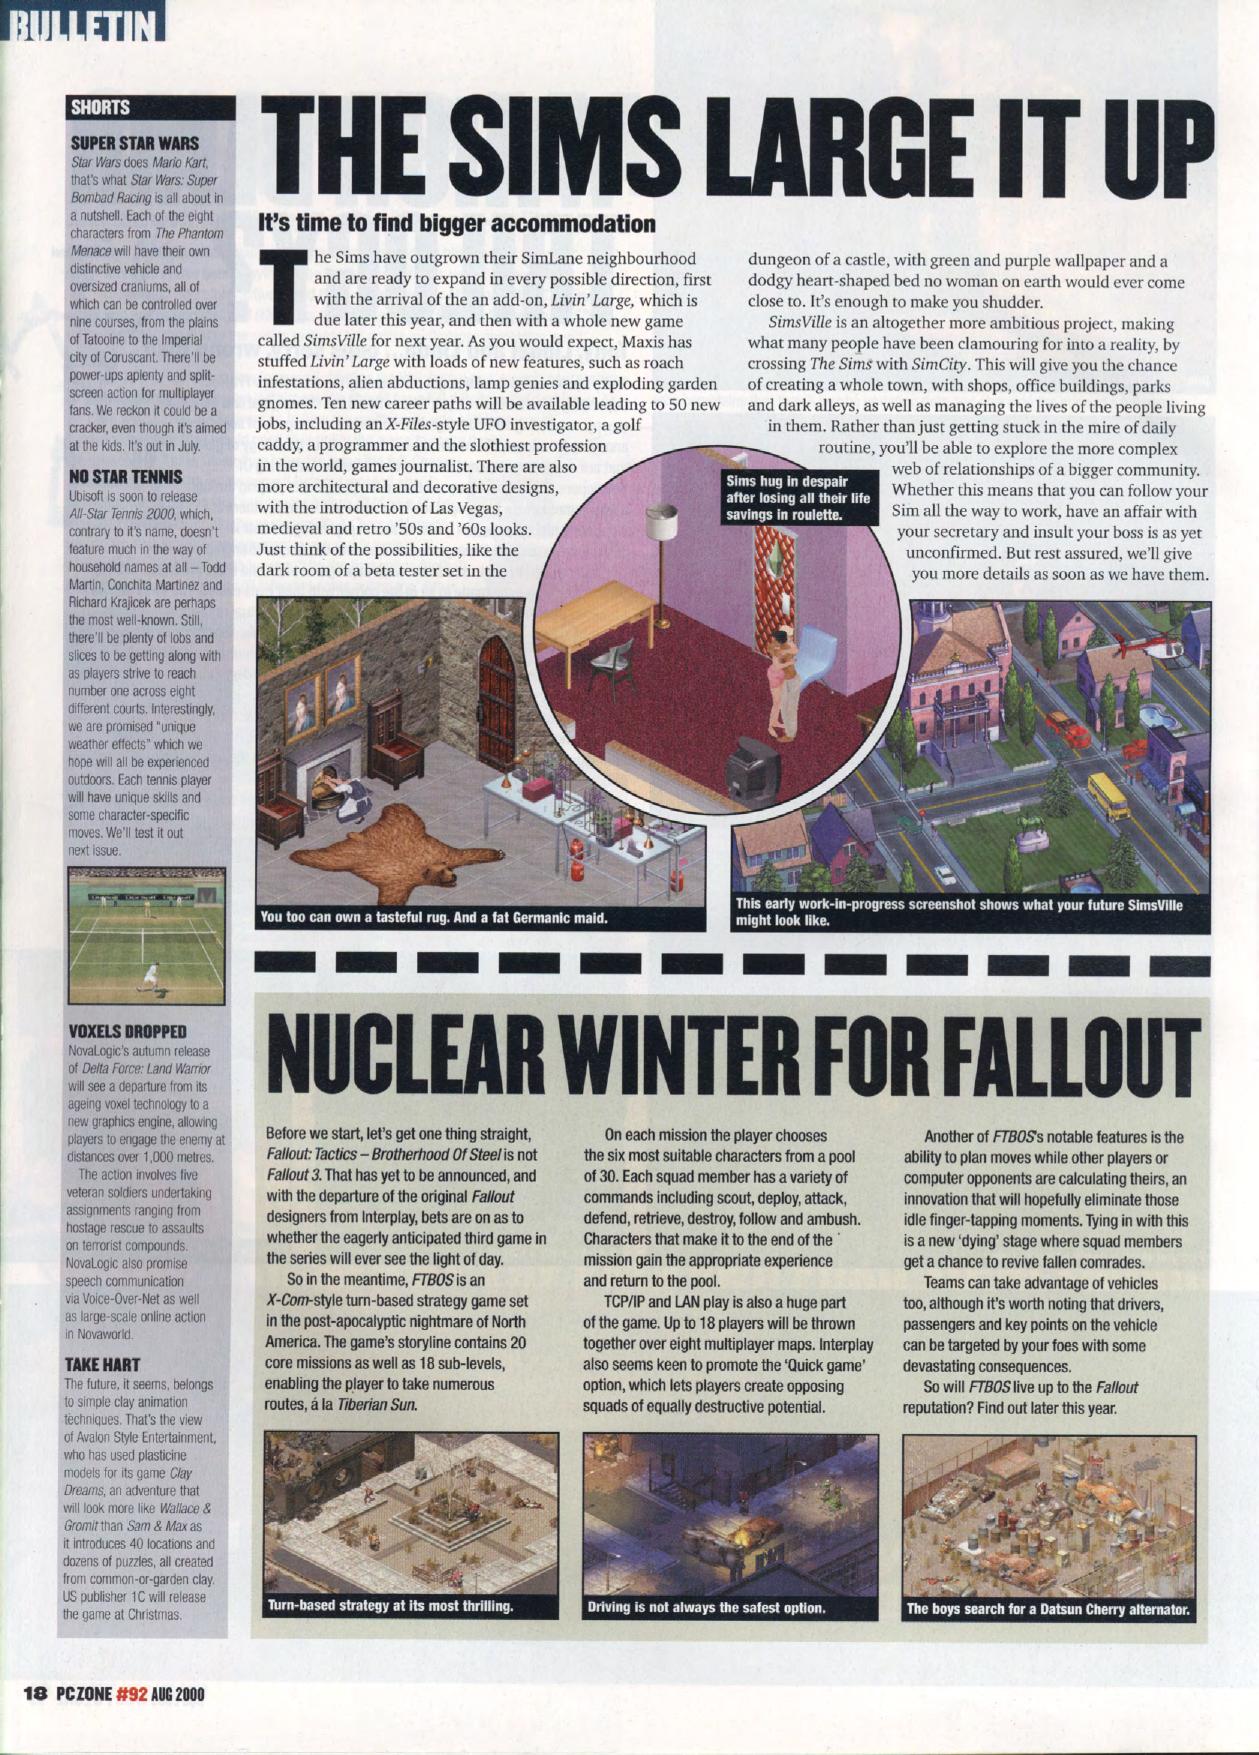 BULLETIN
SHORTS
SUPER STAR WARS
Star Wars does Mario Kart,
that's what Star Wars: Super
Bombad Racing is all about in
a nutshell. Each of the eight
characters from The Phantom
Menace will have their own
distinctive vehicle and
oversized craniums, all of
which can be controlled over
nine courses, from the plains
of Tatooine to the Imperial
city of Coruscant. There'll be
power-ups aplenty and split-
screen action for multiplayer
fans. We reckon it could be a
cracker, even though it's aimed
at the kids. It's out in July.
NO STAR TENNIS
Ubisoft is soon to release
All-Star Tennis 2000, which,
contrary to it's name, doesn't
feature much in the way of
household names at all – Todd
Martin, Conchita Martinez and
Richard Krajicek are perhaps
the most well-known. Still,
there'll be plenty of lobs and
slices to be getting along with
as players strive to reach
number one across eight
different courts. Interestingly,
we are promised "unique
weather effects" which we
hope will all be experienced
outdoors. Each tennis player
will have unique skills and
some character-specific
moves. We'll test it out
next issue.
VOXELS DROPPED
NovaLogic's autumn release
of Delta Force: Land Warrior
will see a departure from its
ageing voxel technology to a
new graphics engine, allowing
players to engage the enemy at
distances over 1,000 metres.
The action involves five
veteran soldiers undertaking
assignments ranging from
hostage rescue to assaults
on terrorist compounds.
NovaLogic also promise
speech communication
via Voice-Over-Net as well
as large-scale online action
in Novaworld.
TAKE HART
The future, it seems, belongs
to simple clay animation
techniques. That's the view
of Avalon Style Entertainment,
who has used plasticine
models for its game Clay
Dreams, an adventure that
will look more like Wallace &
Gromit than Sam & Max as
it introduces 40 locations and
dozens of puzzles, all created
from common-or-garden clay.
US publisher 1C will release
the game at Christmas.
THE SIMS LARGE IT UP
It's time to find bigger accommodation
The Sims have outgrown their SimLane neighbourhood
and are ready to expand in every possible direction, first
with the arrival of the an add-on, Livin' Large, which is
due later this year, and then with a whole new game
called SimsVille for next year. As you would expect, Maxis has
stuffed Livin' Large with loads of new features, such as roach
infestations, alien abductions, lamp genies and exploding garden
gnomes. Ten new career paths will be available leading to 50 new
jobs, including an X-Files-style UFO investigator, a golf
caddy, a programmer and the slothiest profession
in the world, games journalist. There are also
more architectural and decorative designs,
with the introduction of Las Vegas,
medieval and retro '50s and '60s looks.
Just think of the possibilities, like the
dark room of a beta tester set in the
dungeon of a castle, with green and purple wallpaper and a
dodgy heart-shaped bed no woman on earth would ever come
close to. It's enough to make you shudder.
SimsVille is an altogether more ambitious project, making
what many people have been clamouring for into a reality, by
crossing The Sims with SimCity. This will give you the chance
of creating a whole town, with shops, office buildings, parks
and dark alleys, as well as managing the lives of the people living
in them. Rather than just getting stuck in the mire of daily
routine, you'll be able to explore the more complex
web of relationships of a bigger community.
Whether this means that you can follow your
Sim all the way to work, have an affair with
your secretary and insult your boss is as yet
unconfirmed. But rest assured, we'll give
you more details as soon as we have them.
Sims hug in despair
after losing all their life
savings in roulette.
You too can own a tasteful rug. And a fat Germanic maid.
This early work-in-progress screenshot shows what your future SimsVille
might look like.
NUCLEAR WINTER FOR FALLOUT
Before we start, let's get one thing straight,
Fallout: Tactics – Brotherhood Of Steel is not
Fallout 3. That has yet to be announced, and
with the departure of the original Fallout
designers from Interplay, bets are on as to
whether the eagerly anticipated third game in
the series will ever see the light of day.
So in the meantime, FTBOS is an
X-Com-style turn-based strategy game set
in the post-apocalyptic nightmare of North
America. The game's storyline contains 20
core missions as well as 18 sub-levels,
enabling the player to take numerous
routes, á la Tiberian Sun.
On each mission the player chooses
the six most suitable characters from a pool
of 30. Each squad member has a variety of
commands including scout, deploy, attack,
defend, retrieve, destroy, follow and ambush.
Characters that make it to the end of the
mission gain the appropriate experience
and return to the pool.
TCP/IP and LAN play is also a huge part
of the game. Up to 18 players will be thrown
together over eight multiplayer maps. Interplay
also seems keen to promote the 'Quick game'
option, which lets players create opposing
squads of equally destructive potential.
Another of FTBOS's notable features is the
ability to plan moves while other players or
computer opponents are calculating theirs, an
innovation that will hopefully eliminate those
idle finger-tapping moments. Tying in with this
is a new 'dying' stage where squad members
get a chance to revive fallen comrades.
Teams can take advantage of vehicles
too, although it's worth noting that drivers,
passengers and key points on the vehicle
can be targeted by your foes with some
devastating consequences.
So will FTBOS live up to the Fallout
reputation? Find out later this year.
Turn-based strategy at its most thrilling.
Driving is not always the safest option.
The boys search for a Datsun Cherry alternator.
18 PC ZONE #92 AUG 2000